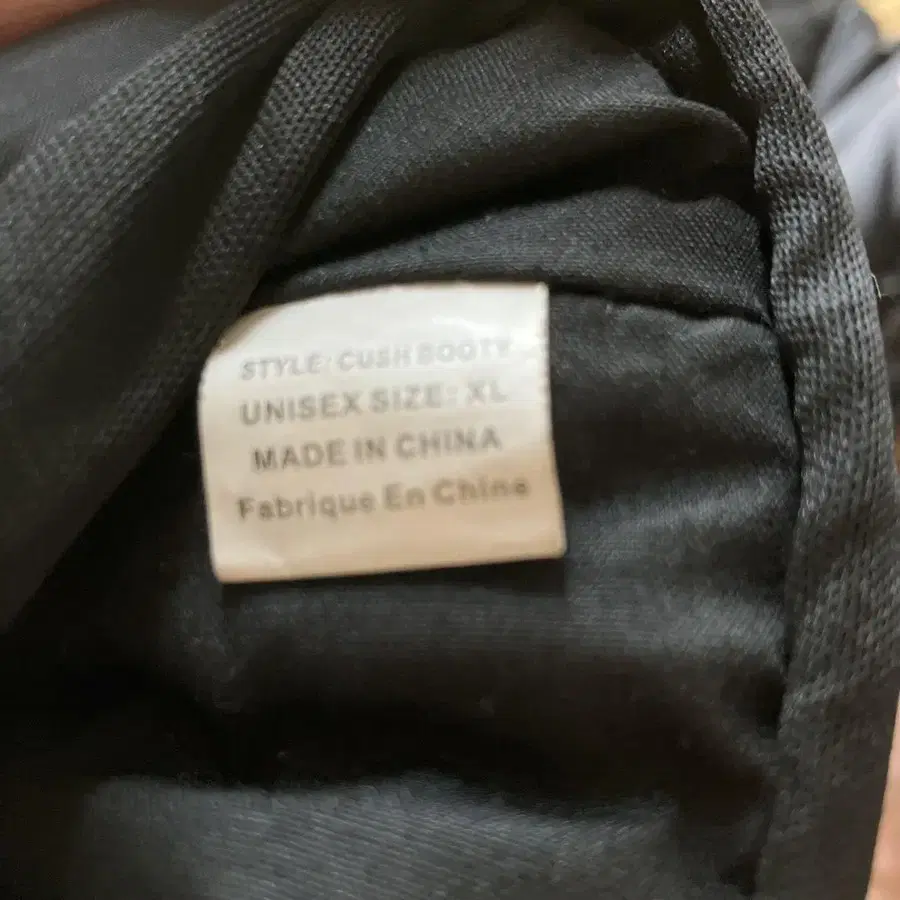 STYLE: CUSH BOOTY
UNISEX SIZE: XL
MADE IN CHINA
Fabrique En Chine